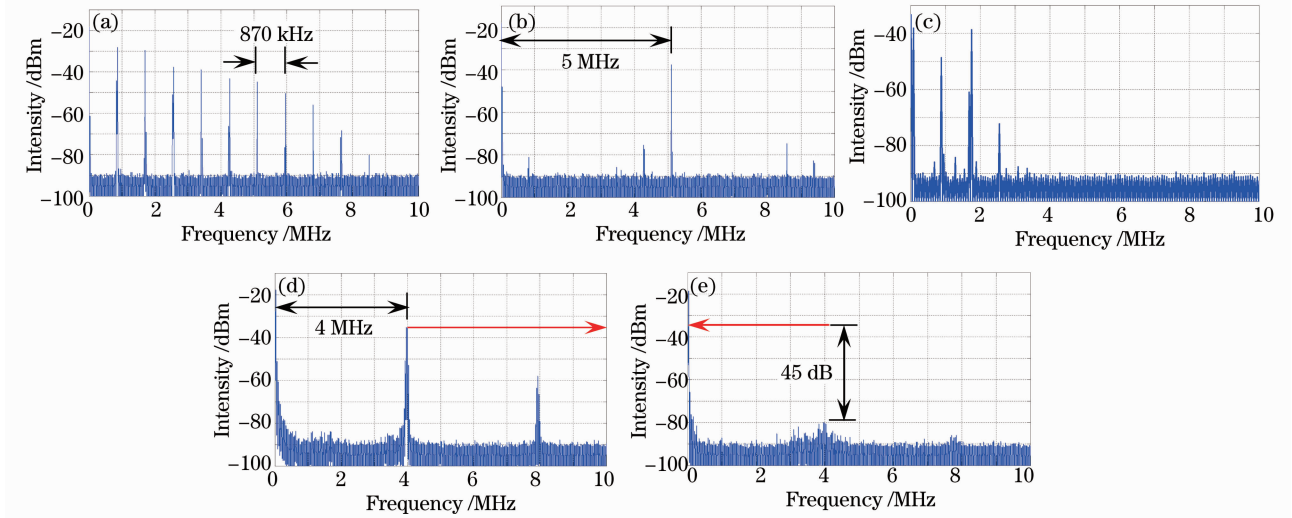 (a)
870 kHz
Intensity /dBm
−20
−40
−60
−80
−100
0 2 4 6 8 10
Frequency /MHz
(b)
5 MHz
Intensity /dBm
−20
−40
−60
−80
−100
0 2 4 6 8 10
Frequency /MHz
(c)
Intensity /dBm
−40
−60
−80
−100
0 2 4 6 8 10
Frequency /MHz
(d)
4 MHz
Intensity /dBm
−20
−40
−60
−80
−100
0 2 4 6 8 10
Frequency /MHz
(e)
45 dB
Intensity /dBm
−20
−40
−60
−80
−100
0 2 4 6 8 10
Frequency /MHz